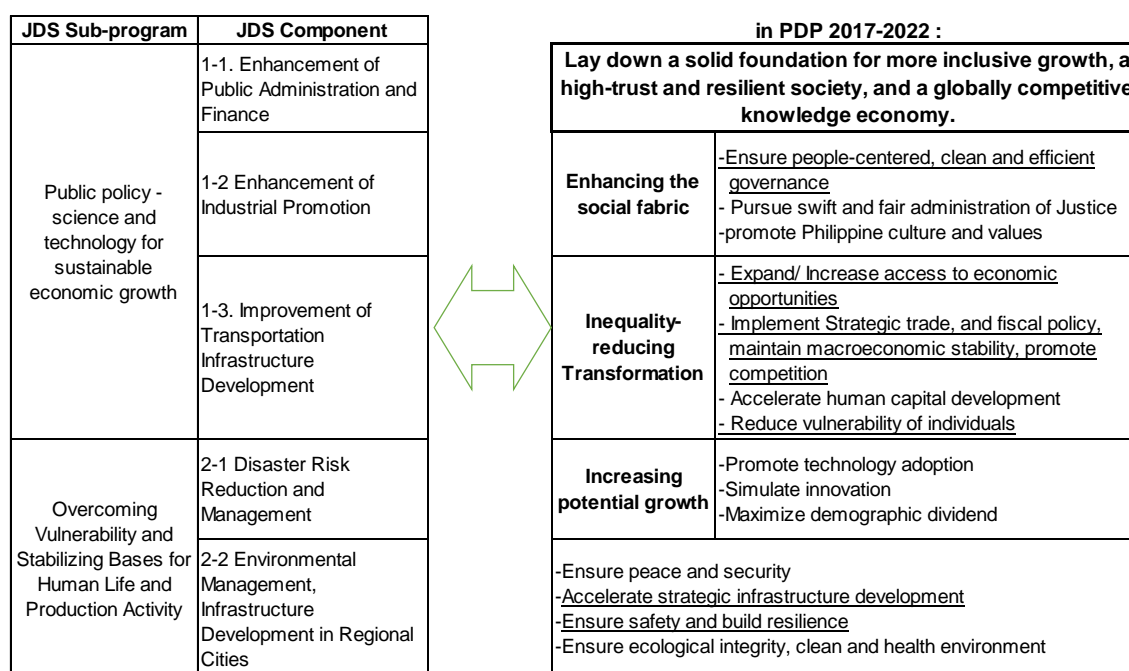 JDS Sub-program
JDS Component
Public policy -
science and
technology for
sustainable
economic growth
1-1. Enhancement of
Public Administration and
Finance
1-2 Enhancement of
Industrial Promotion
1-3. Improvement of
Transportation
Infrastructure
Development
Overcoming
Vulnerability and
Stabilizing Bases for
Human Life and
Production Activity
2-1 Disaster Risk
Reduction and
Management
2-2 Environmental
Management,
Infrastructure
Development in Regional
Cities
in PDP 2017-2022 :
Lay down a solid foundation for more inclusive growth, a
high-trust and resilient society, and a globally competitive
knowledge economy.
Enhancing the
social fabric
-Ensure people-centered, clean and efficient
governance
- Pursue swift and fair administration of Justice
-promote Philippine culture and values
Inequality-
reducing
Transformation
- Expand/ Increase access to economic
opportunities
- Implement Strategic trade, and fiscal policy,
maintain macroeconomic stability, promote
competition
- Accelerate human capital development
- Reduce vulnerability of individuals
Increasing
potential growth
-Promote technology adoption
-Simulate innovation
-Maximize demographic dividend
-Ensure peace and security
-Accelerate strategic infrastructure development
-Ensure safety and build resilience
-Ensure ecological integrity, clean and health environment